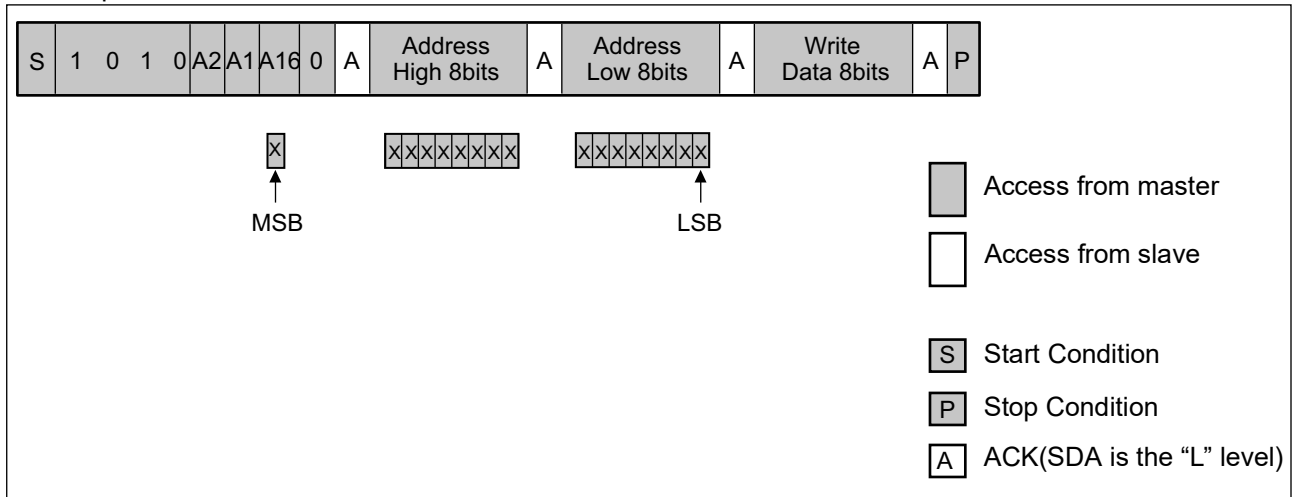 S 1 0 1 0 A2 A1 A16 0 A Address High 8bits A Address Low 8bits A Write Data 8bits A P
X XXXXXXXX XXXXXXXX
MSB LSB
Access from master
Access from slave
S Start Condition
P Stop Condition
A ACK(SDA is the “L” level)